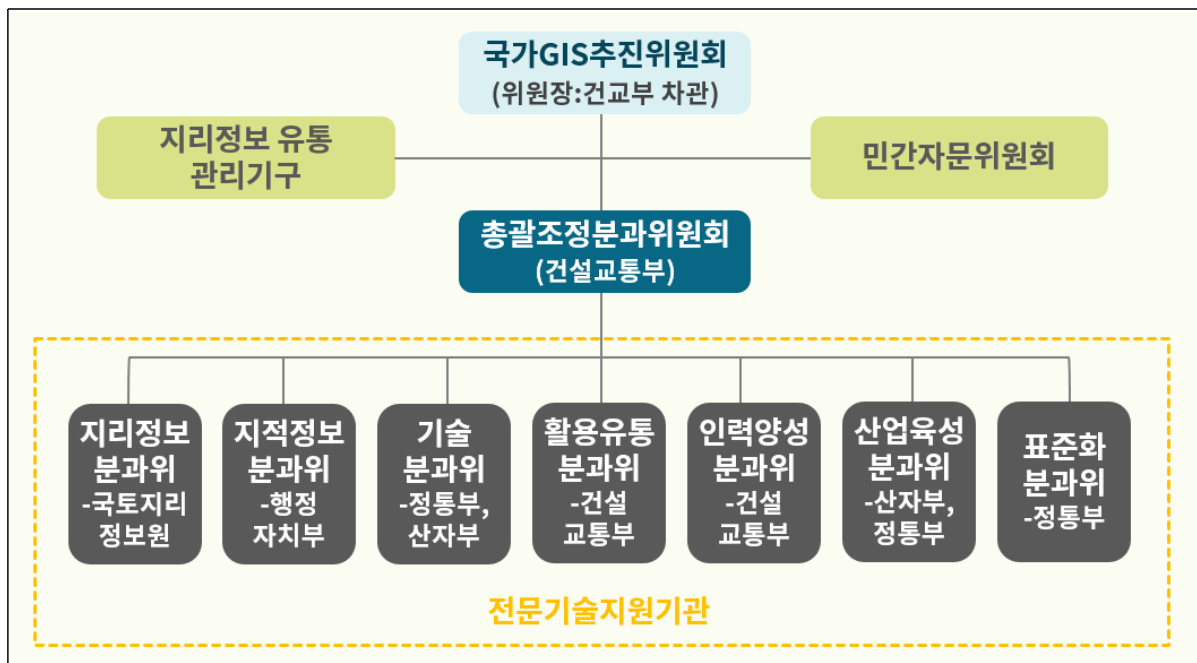 국가GIS추진위원회
(위원장:건교부 차관)
지리정보 유통
관리기구
민간자문위원회
총괄조정분과위원회
(건설교통부)
지리정보
분과위
-국토지리
정보원
지적정보
분과위
-행정
자치부
기술
분과위
-정통부,
산자부
활용유통
분과위
-건설
교통부
인력양성
분과위
-건설
교통부
산업육성
분과위
-산자부,
정통부
표준화
분과위
-정통부
전문기술지원기관